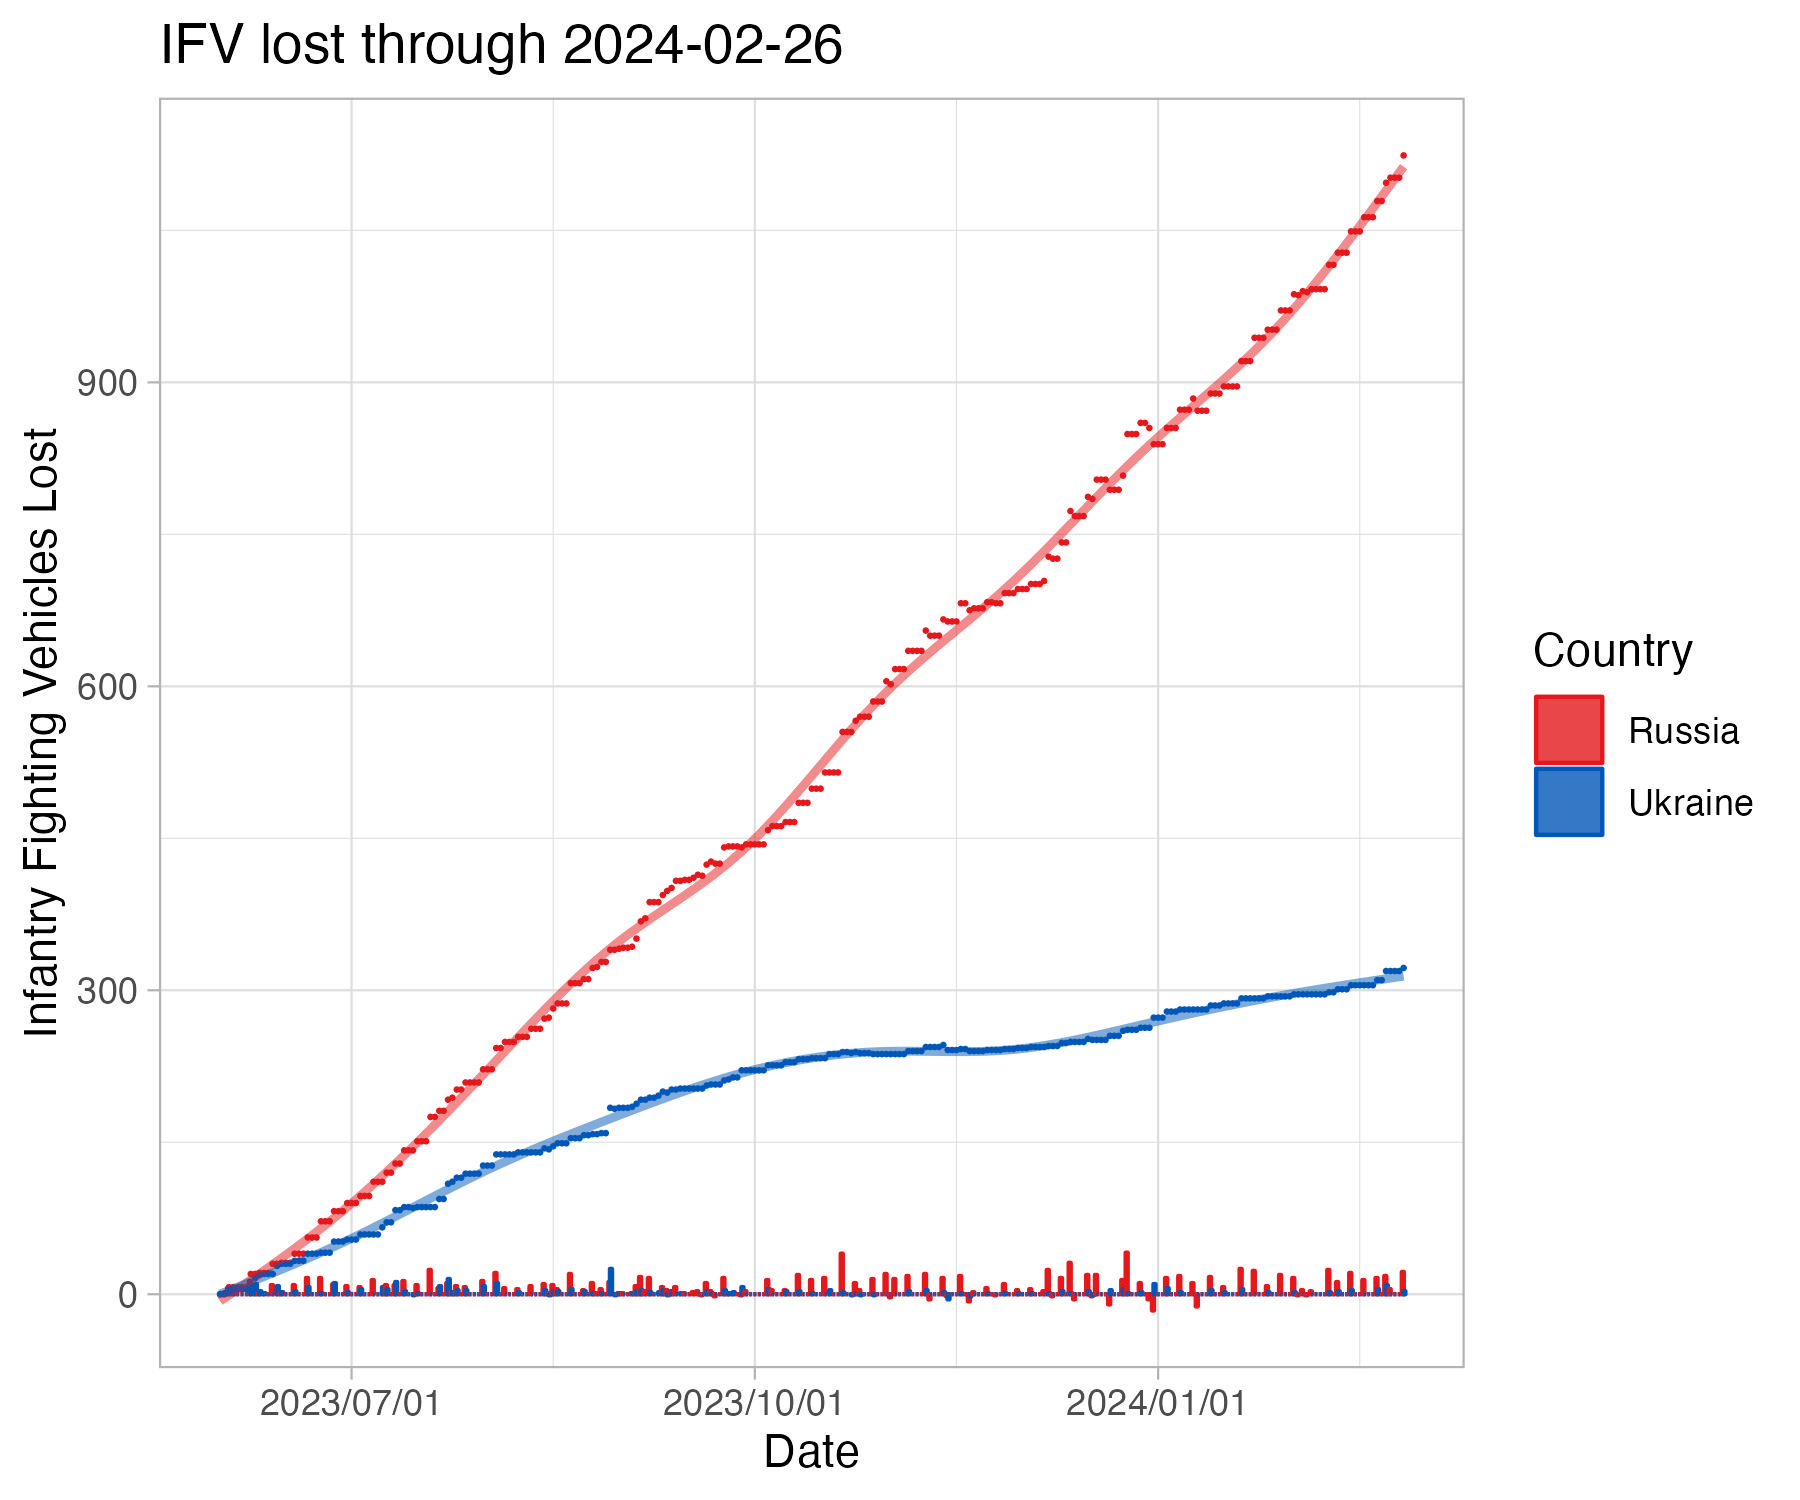 IFV lost through 2024-02-26
Infantry Fighting Vehicles Lost
900
600
300
0
2023/07/01
2023/10/01
2024/01/01
Date
Country
Russia
Ukraine